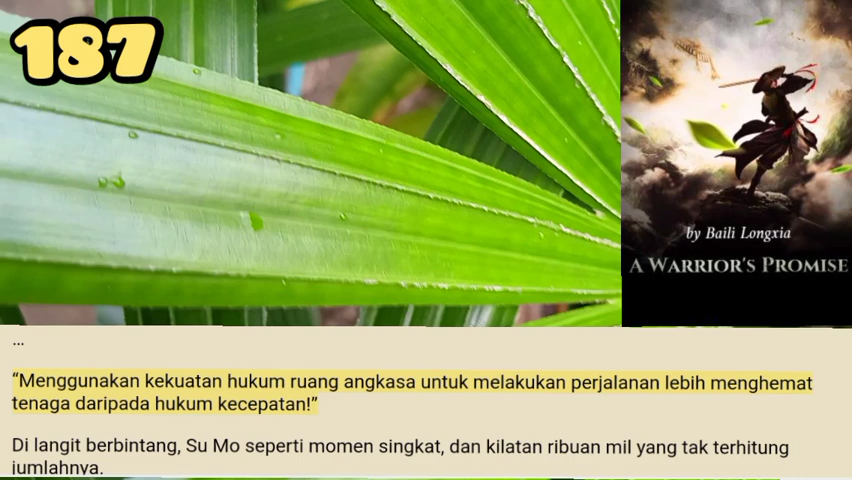 187
by Baili Longxia
A WARRIOR'S PROMISE
...
“Menggunakan kekuatan hukum ruang angkasa untuk melakukan perjalanan lebih menghemat
tenaga daripada hukum kecepatan!”
Di langit berbintang, Su Mo seperti momen singkat, dan kilatan ribuan mil yang tak terhitung
jumlahnya.